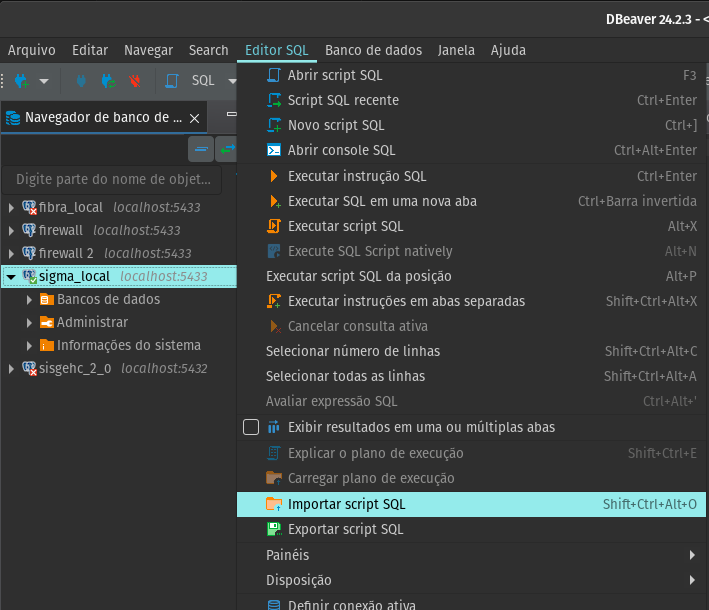 DBeaver 24.2.3 - <
Arquivo Editar Navegar Search Editor SQL Banco de dados Janela Ajuda
SQL
Navegador de banco de ...
Digite parte do nome de objet...
fibra_local localhost:5433
firewall localhost:5433
firewall 2 localhost:5433
sigma_local localhost:5433
Bancos de dados
Administrar
Informações do sistema
sisgehc_2_0 localhost:5432
Abrir script SQL F3
Script SQL recente Ctrl+Enter
Novo script SQL Ctrl+]
Abrir console SQL Ctrl+Alt+Enter
Executar instrução SQL Ctrl+Enter
Executar SQL em uma nova aba Ctrl+Barra invertida
Executar script SQL Alt+X
Execute SQL Script natively Alt+N
Executar script SQL da posição Alt+P
Executar instruções em abas separadas Shift+Ctrl+Alt+X
Cancelar consulta ativa
Selecionar número de linhas Shift+Ctrl+Alt+C
Selecionar todas as linhas Shift+Ctrl+Alt+A
Avaliar expressão SQL Ctrl+Alt+'
Exibir resultados em uma ou múltiplas abas
Explicar o plano de execução Shift+Ctrl+E
Carregar plano de execução
Importar script SQL Shift+Ctrl+Alt+O
Exportar script SQL
Painéis
Disposição
Definir conexão ativa